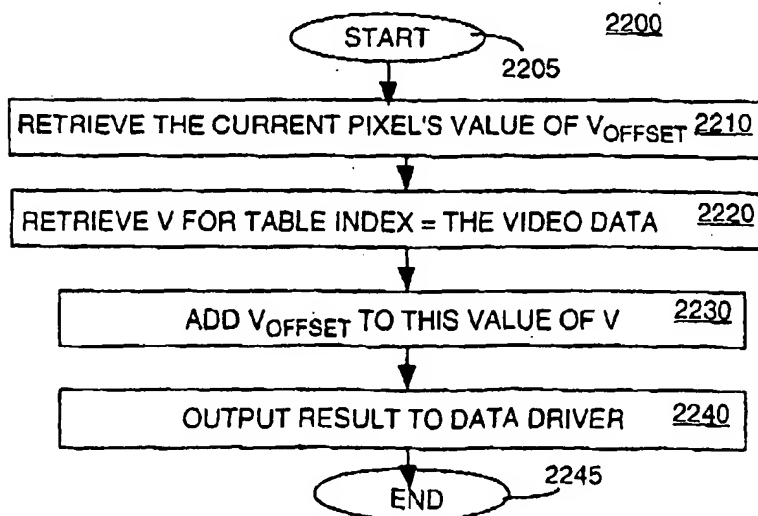 2200
START
2205
RETRIEVE THE CURRENT PIXEL'S VALUE OF VOFFSET 2210
RETRIEVE V FOR TABLE INDEX = THE VIDEO DATA 2220
ADD VOFFSET TO THIS VALUE OF V 2230
OUTPUT RESULT TO DATA DRIVER 2240
2245
END